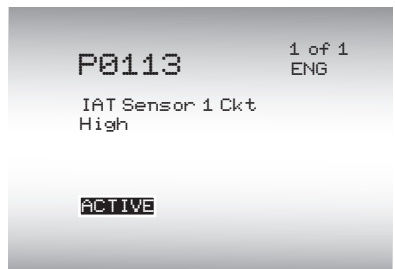 P0113
1 of 1
ENG
IAT Sensor 1 Ckt
High
ACTIVE